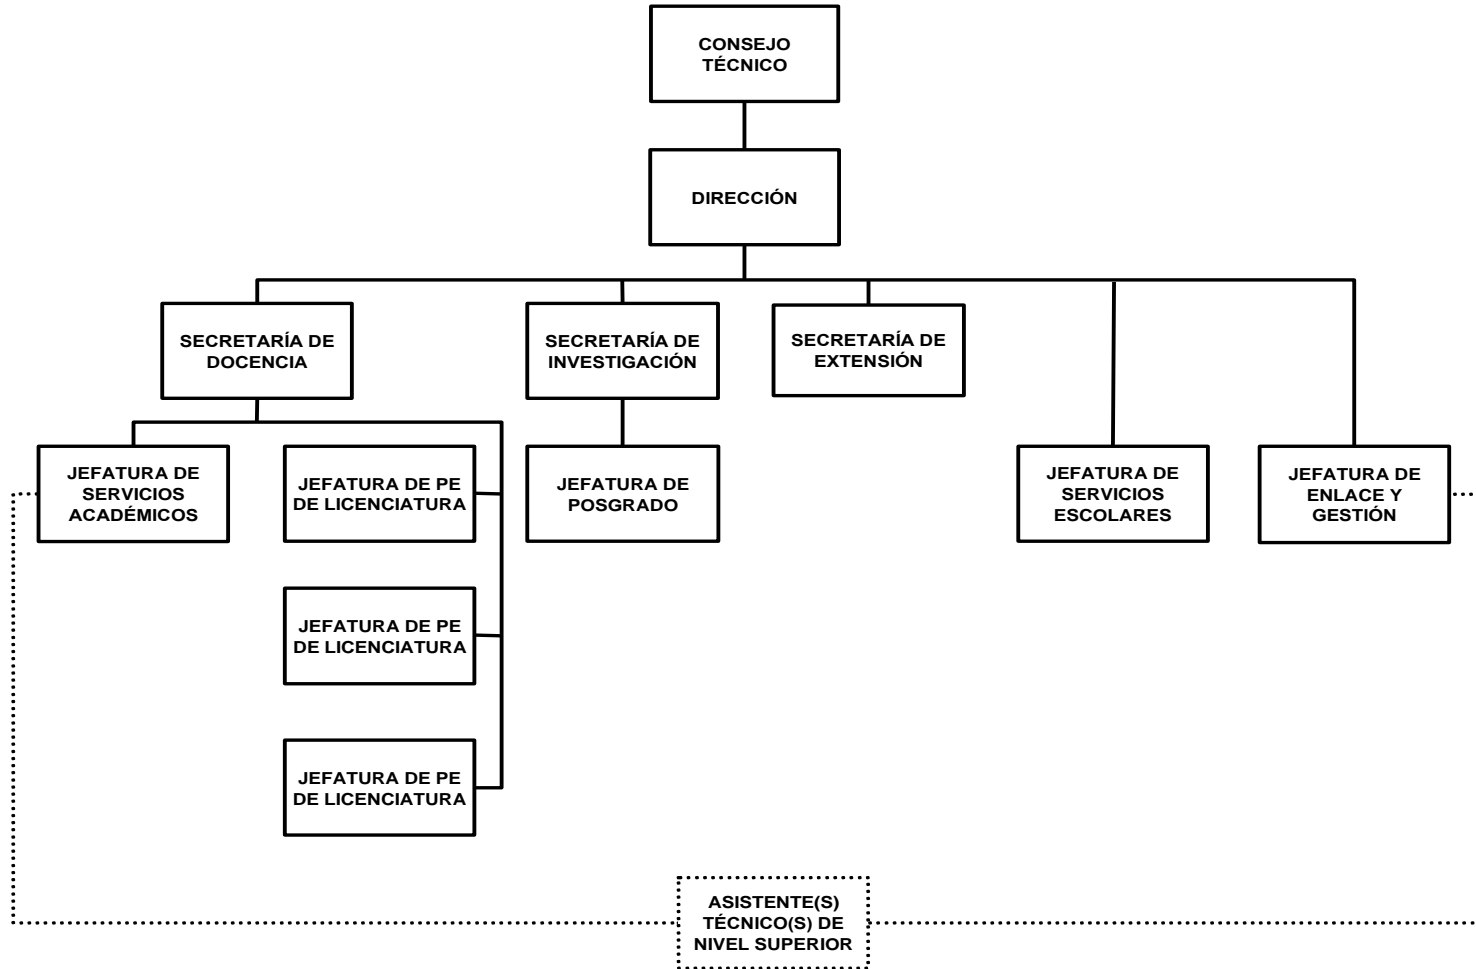 CONSEJO
TÉCNICO
DIRECCIÓN
SECRETARÍA DE
DOCENCIA
SECRETARÍA DE
INVESTIGACIÓN
SECRETARÍA DE
EXTENSIÓN
JEFATURA DE
SERVICIOS
ACADÉMICOS
JEFATURA DE PE
DE LICENCIATURA
JEFATURA DE
POSGRADO
JEFATURA DE
SERVICIOS
ESCOLARES
JEFATURA DE
ENLACE Y
GESTIÓN
JEFATURA DE PE
DE LICENCIATURA
JEFATURA DE PE
DE LICENCIATURA
ASISTENTE(S)
TÉCNICO(S) DE
NIVEL SUPERIOR